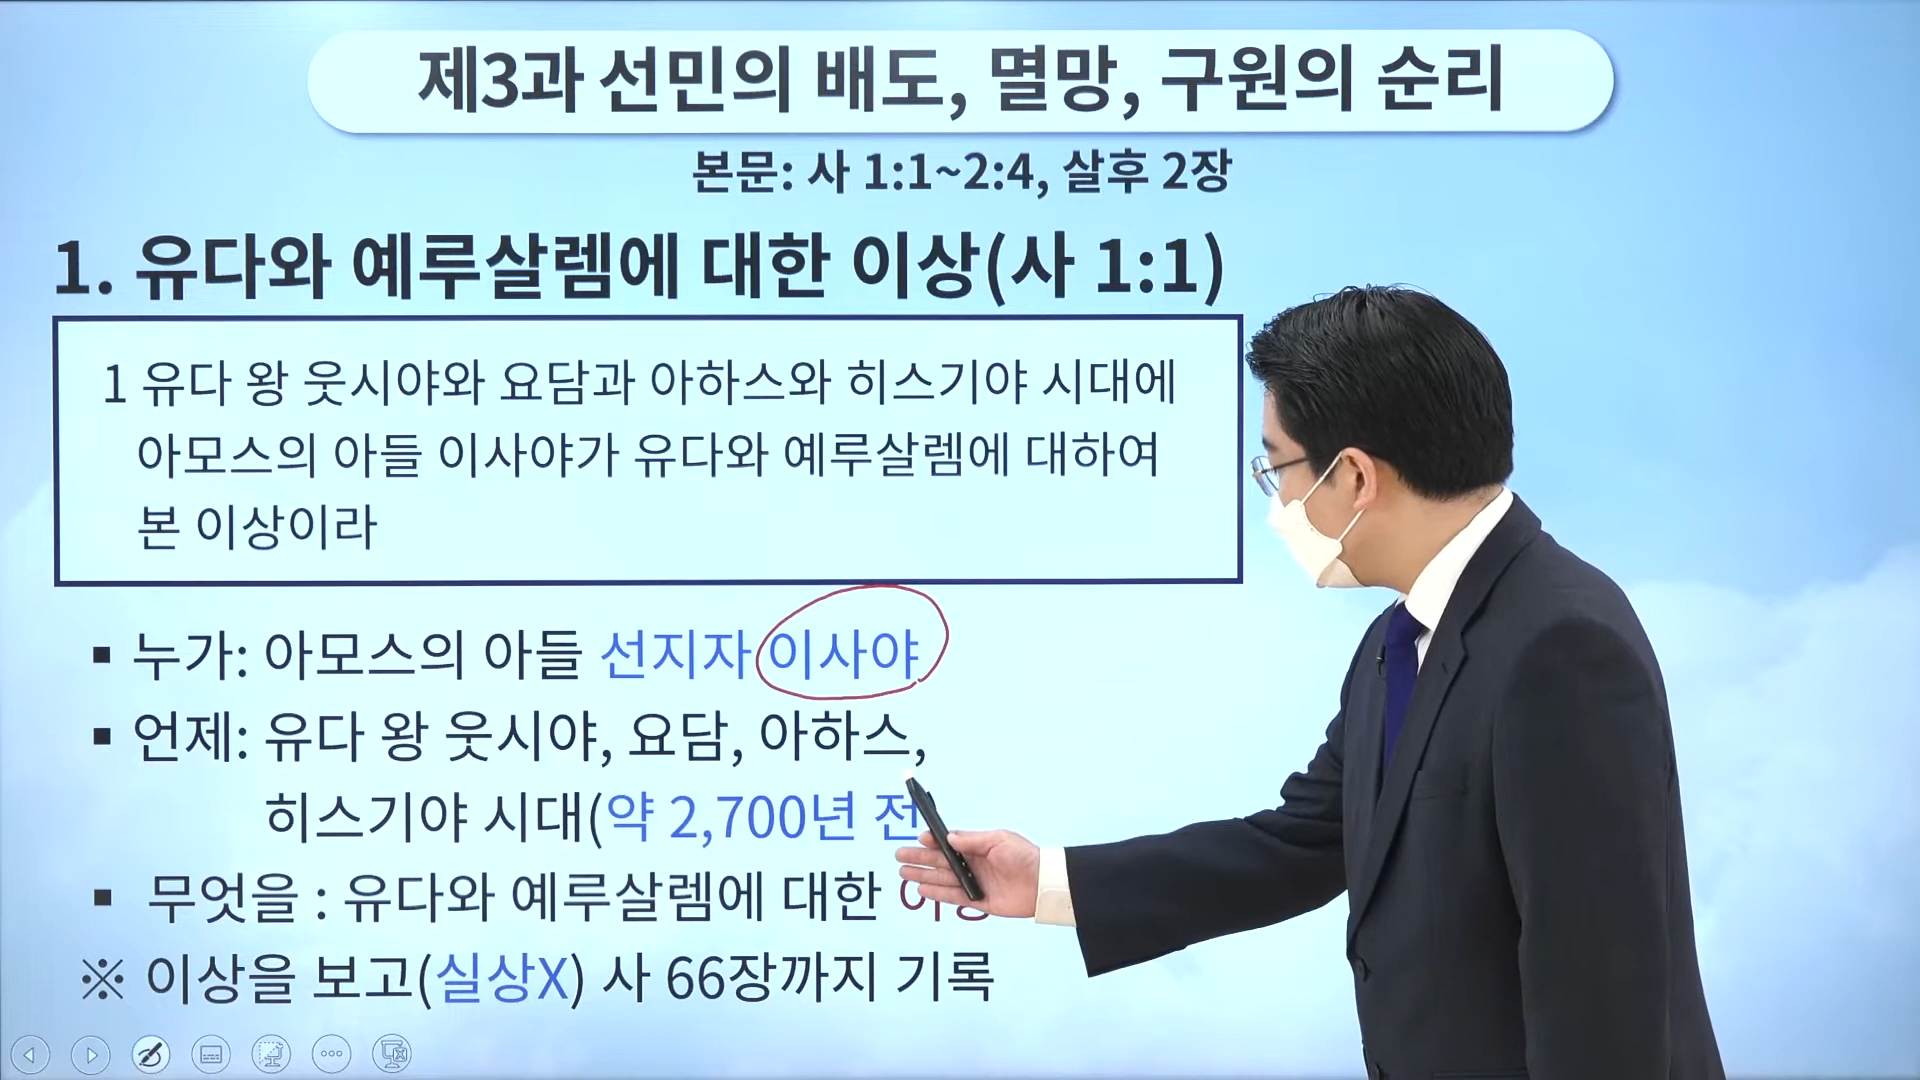 제3과 선민의 배도, 멸망, 구원의 순리
본문: 사 1:1~2:4, 살후 2장
1. 유다와 예루살렘에 대한 이상(사 1:1)
1 유다 왕 웃시야와 요담과 아하스와 히스기야 시대에
아모스의 아들 이사야가 유다와 예루살렘에 대하여
본 이상이라
▪ 누가: 아모스의 아들 선지자 이사야
▪ 언제: 유다 왕 웃시야, 요담, 아하스,
히스기야 시대(약 2,700년 전
▪ 무엇을 : 유다와 예루살렘에 대한
※ 이상을 보고(실상X) 사 66장까지 기록